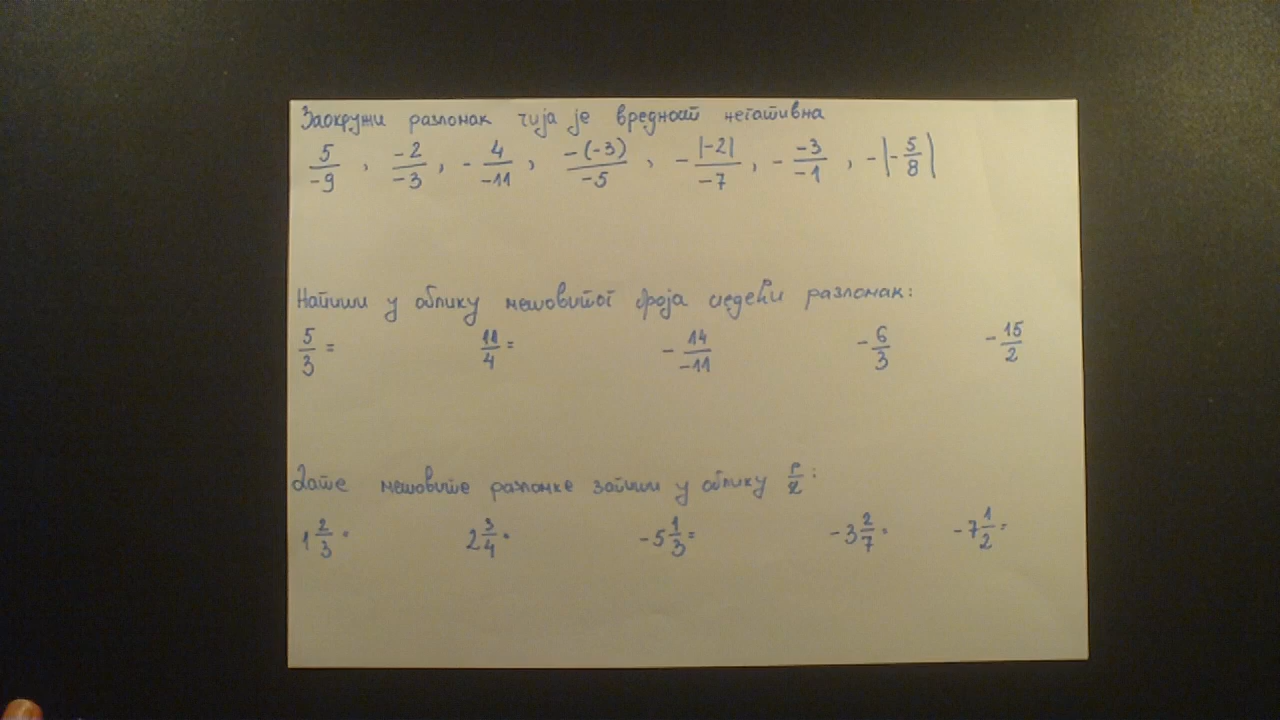 Заокружи разломак чија је вредност негативна
5/-9 , -2/-3 , - 4/-11 , -(-3)/-5 , - |-2|/-7 , - -3/-1 , -|-5/8|
Напиши у облику мешовитог броја следећи разломак:
5/3 = 11/4 = - 14/-11 - 6/3 - 15/2
Дате мешовите разломке запиши у облику
1 2/3 = 2 3/4 = -5 1/3 = -3 2/7 = -7 1/2 =